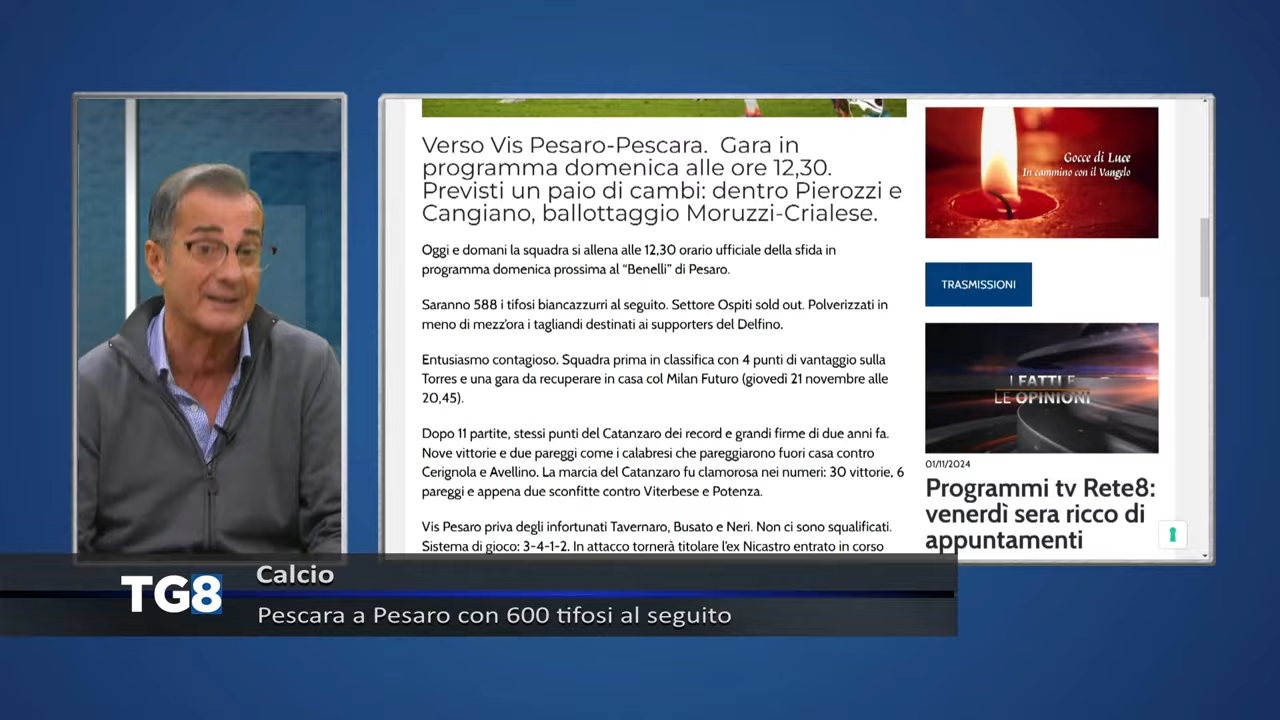 Verso Vis Pesaro-Pescara. Gara in
programma domenica alle ore 12,30.
Previsti un paio di cambi: dentro Pierozzi e
Cangiano, ballottaggio Moruzzi-Crialese.
Oggi e domani la squadra si allena alle 12,30 orario ufficiale della sfida in
programma domenica prossima al “Benelli” di Pesaro.
Saranno 588 i tifosi biancazzurri al seguito. Settore Ospiti sold out. Polverizzati in
meno di mezz'ora i tagliandi destinati ai supporters del Delfino.
Entusiasmo contagioso. Squadra prima in classifica con 4 punti di vantaggio sulla
Torres e una gara da recuperare in casa col Milan Futuro (giovedì 21 novembre alle
20,45).
Dopo 11 partite, stessi punti del Catanzaro dei record e grandi firme di due anni fa.
Nove vittorie e due pareggi come i calabresi che pareggiarono fuori casa contro
Cerignola e Avellino. La marcia del Catanzaro fu clamorosa nei numeri: 30 vittorie, 6
pareggi e appena due sconfitte contro Viterbese e Potenza.
Vis Pesaro priva degli infortunati Tavernaro, Busato e Neri. Non ci sono squalificati.
Sistema di gioco: 3-4-1-2. In attacco tornerà titolare l'ex Nicastro entrato in corso
Gocce di Luce
In cammino con il Vangelo
TRASMISSIONI
I FATTI E
LE OPINIONI
01/11/2024
Programmi tv Rete8:
venerdì sera ricco di
appuntamenti
TG8
Calcio
Pescara a Pesaro con 600 tifosi al seguito